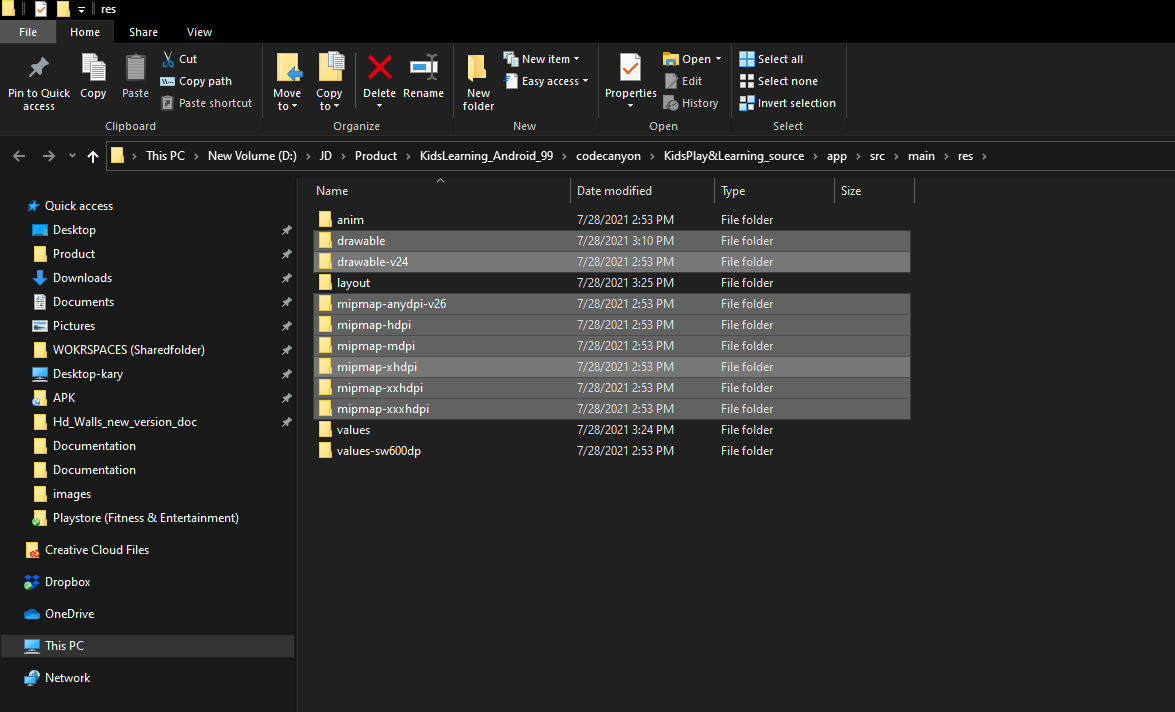 res
File Home Share View
Pin to Quick access
Copy
Paste
Cut
Copy path
Paste shortcut
Move to
Copy to
Delete
Rename
New folder
New item
Easy access
Properties
Open
Edit
History
Select all
Select none
Invert selection
Clipboard Organize New Open Select
This PC > New Volume (D:) > JD > Product > KidsLearning_Android_99 > codecanyon > KidsPlay&Learning_source > app > src > main > res >
Quick access
Desktop
Product
Downloads
Documents
Pictures
WOKRSPACES (Sharedfolder)
Desktop-kary
APK
Hd_Walls_new_version_doc
Documentation
Documentation
images
Playstore (Fitness & Entertainment)
Creative Cloud Files
Dropbox
OneDrive
This PC
Network
Name Date modified Type Size
anim 7/28/2021 2:53 PM File folder
drawable 7/28/2021 3:10 PM File folder
drawable-v24 7/28/2021 2:53 PM File folder
layout 7/28/2021 3:25 PM File folder
mipmap-anydpi-v26 7/28/2021 2:53 PM File folder
mipmap-hdpi 7/28/2021 2:53 PM File folder
mipmap-mdpi 7/28/2021 2:53 PM File folder
mipmap-xhdpi 7/28/2021 2:53 PM File folder
mipmap-xxhdpi 7/28/2021 2:53 PM File folder
mipmap-xxxhdpi 7/28/2021 2:53 PM File folder
values 7/28/2021 3:24 PM File folder
values-sw600dp 7/28/2021 2:53 PM File folder